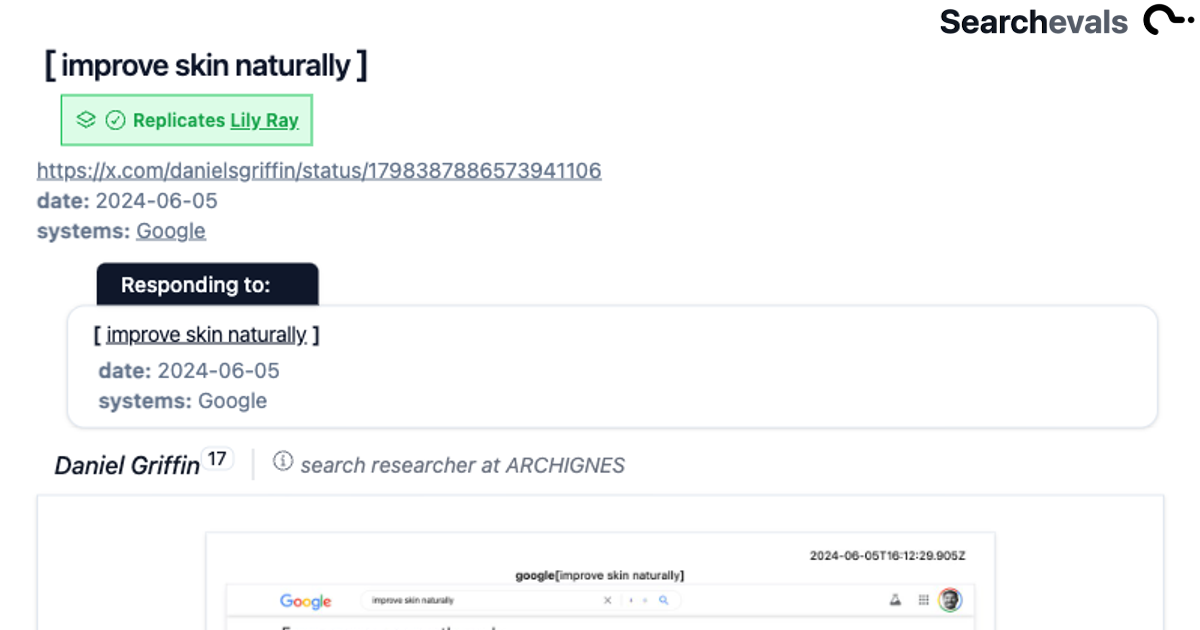 Searchevals
[ improve skin naturally ]
Replicates Lily Ray
https://x.com/danielsgriffin/status/1798387886573941106
date: 2024-06-05
systems: Google
Responding to:
[ improve skin naturally ]
date: 2024-06-05
systems: Google
Daniel Griffin 17 search researcher at ARCHIGNES
2024-06-05T16:12:29.905Z
google[improve skin naturally]
Google improve skin naturally